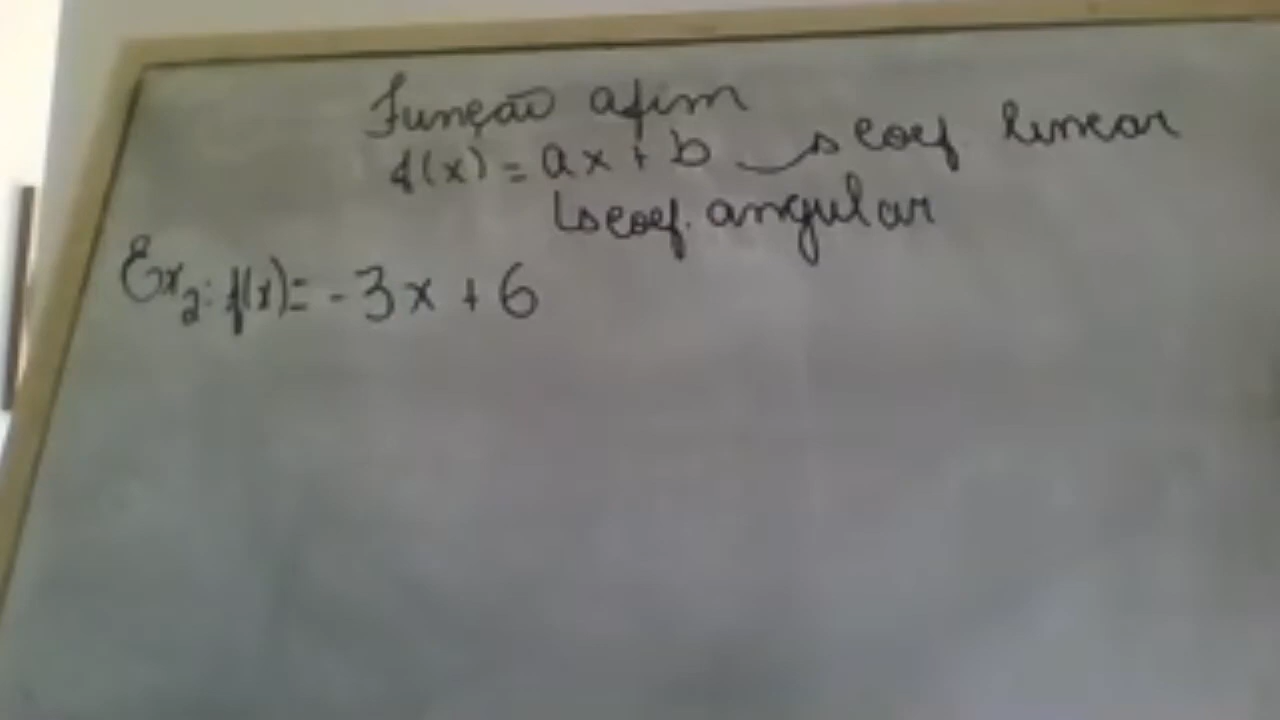 Função afim
f(x) = ax + b → coef linear
↳ coef. angular
Ex2: f(x) = -3x + 6